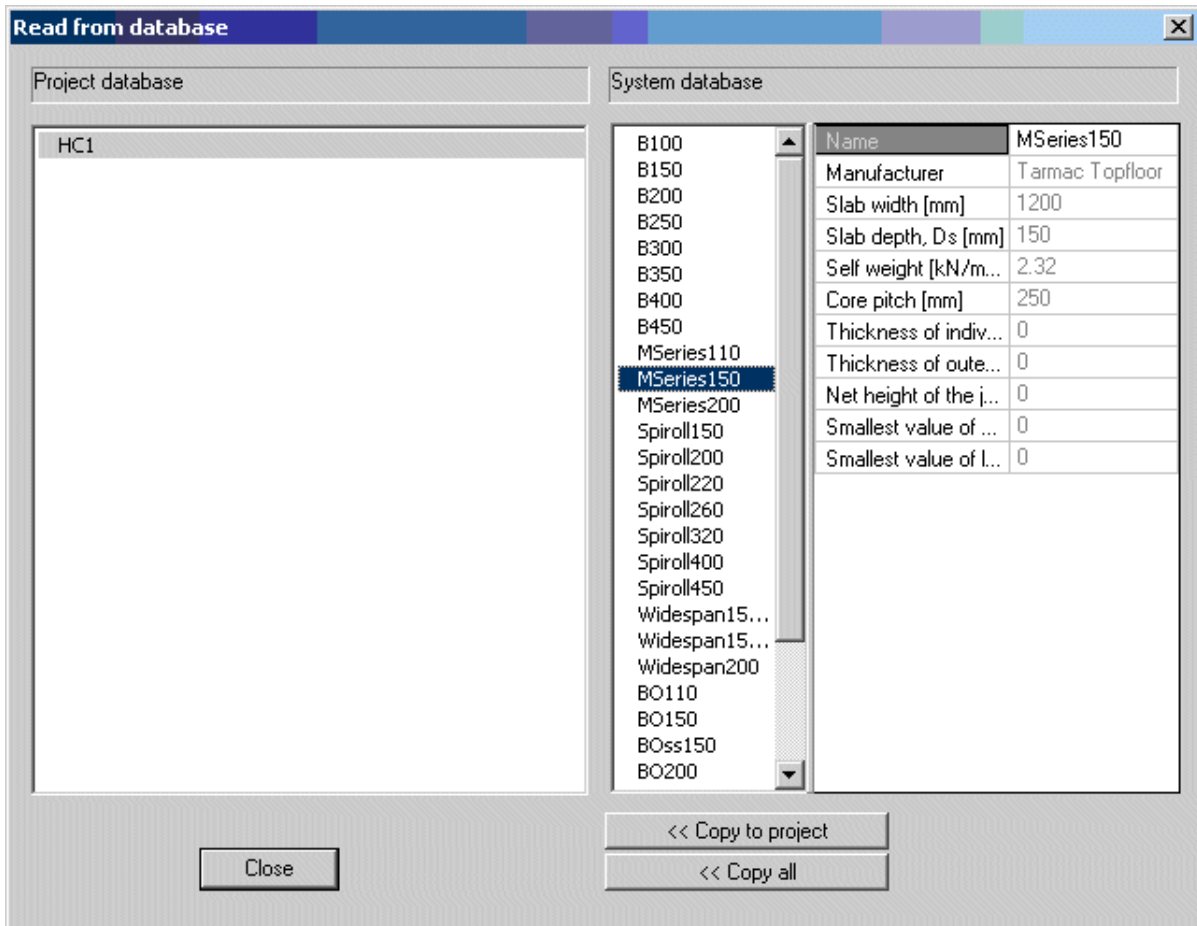 Read from database
Project database
HC1
System database
B100
B150
B200
B250
B300
B350
B400
B450
MSeries110
MSeries150
MSeries200
Spiroll150
Spiroll200
Spiroll220
Spiroll260
Spiroll320
Spiroll400
Spiroll450
Widespan15...
Widespan15...
Widespan200
BO110
BO150
BOss150
BO200
Name MSeries150
Manufacturer Tarmac Topfloor
Slab width [mm] 1200
Slab depth, Ds [mm] 150
Self weight [kN/m... 2.32
Core pitch [mm] 250
Thickness of indiv... 0
Thickness of oute... 0
Net height of the j... 0
Smallest value of ... 0
Smallest value of l... 0
<< Copy to project
<< Copy all
Close